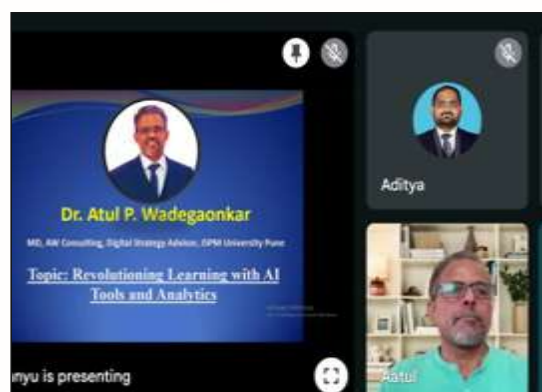 Dr. Atul P. Wadegaonkar
MD, AW Consulting, Digital Strategy Advisor, DPMI University Pune
Topic: Revolutioning Learning with AI
Tools and Analytics
nyu is presenting
Aditya
Aatul